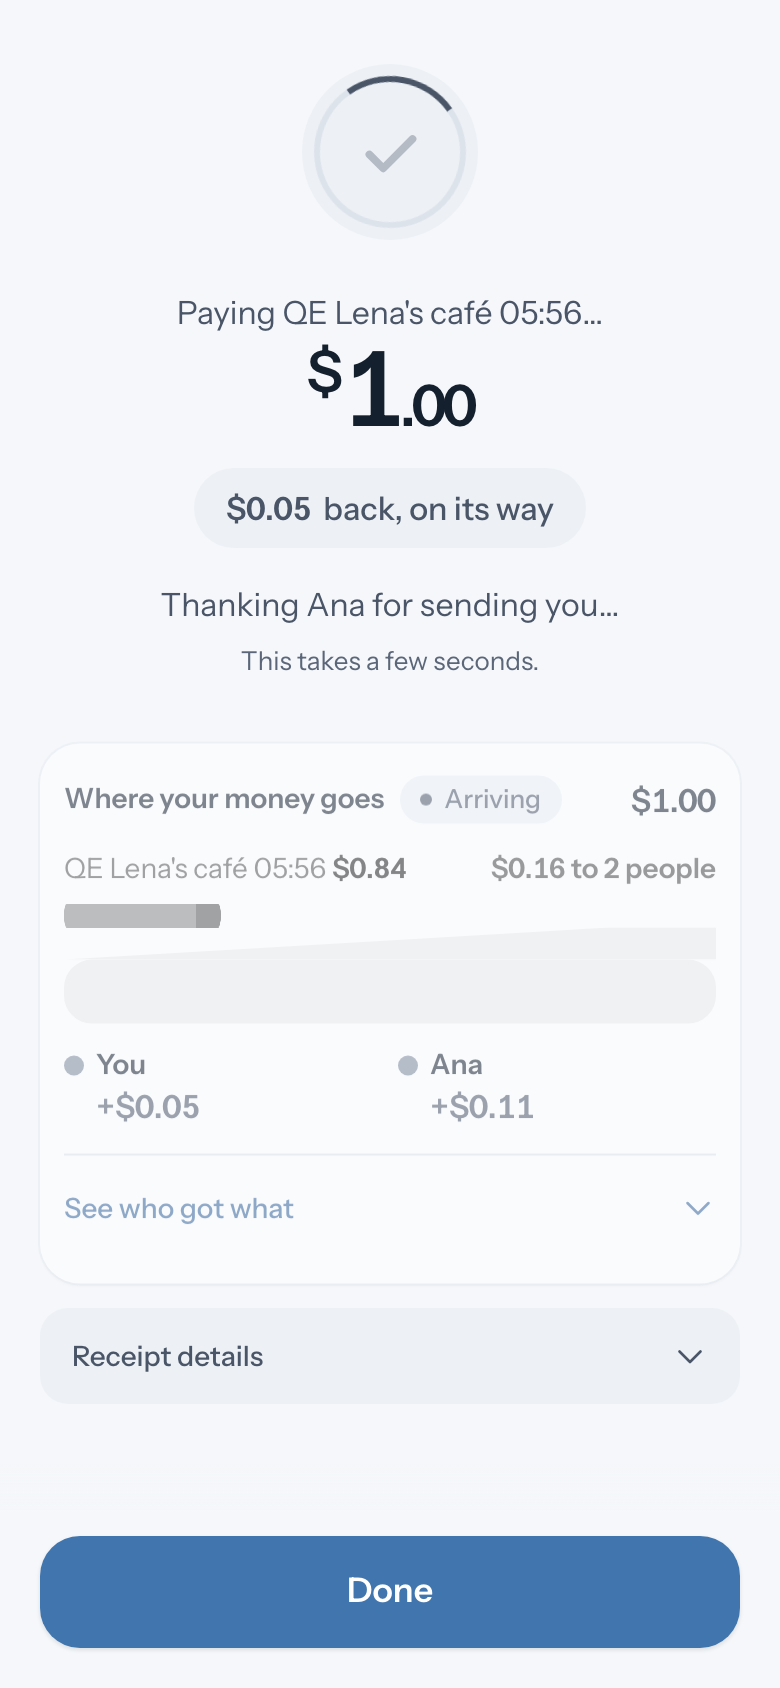 Paying QE Lena's café 05:56...
$1.00
$0.05 back, on its way
Thanking Ana for sending you...
This takes a few seconds.
Where your money goes Arriving $1.00
QE Lena's café 05:56 $0.84 $0.16 to 2 people
You Ana
+$0.05 +$0.11
See who got what
Receipt details
Done